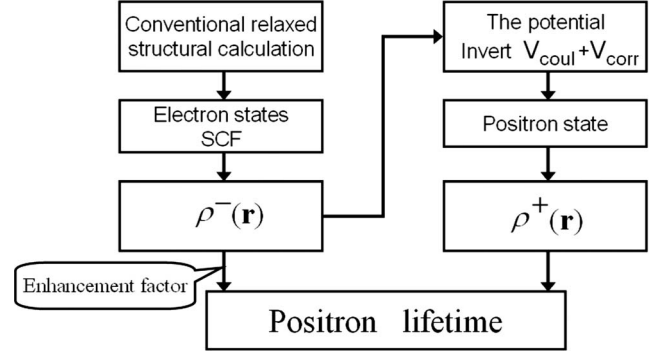 Conventional relaxed
structural calculation
Electron states
SCF
ρ⁻(r)
Enhancement factor
The potential
Invert V_coul+V_corr
Positron state
ρ⁺(r)
Positron lifetime